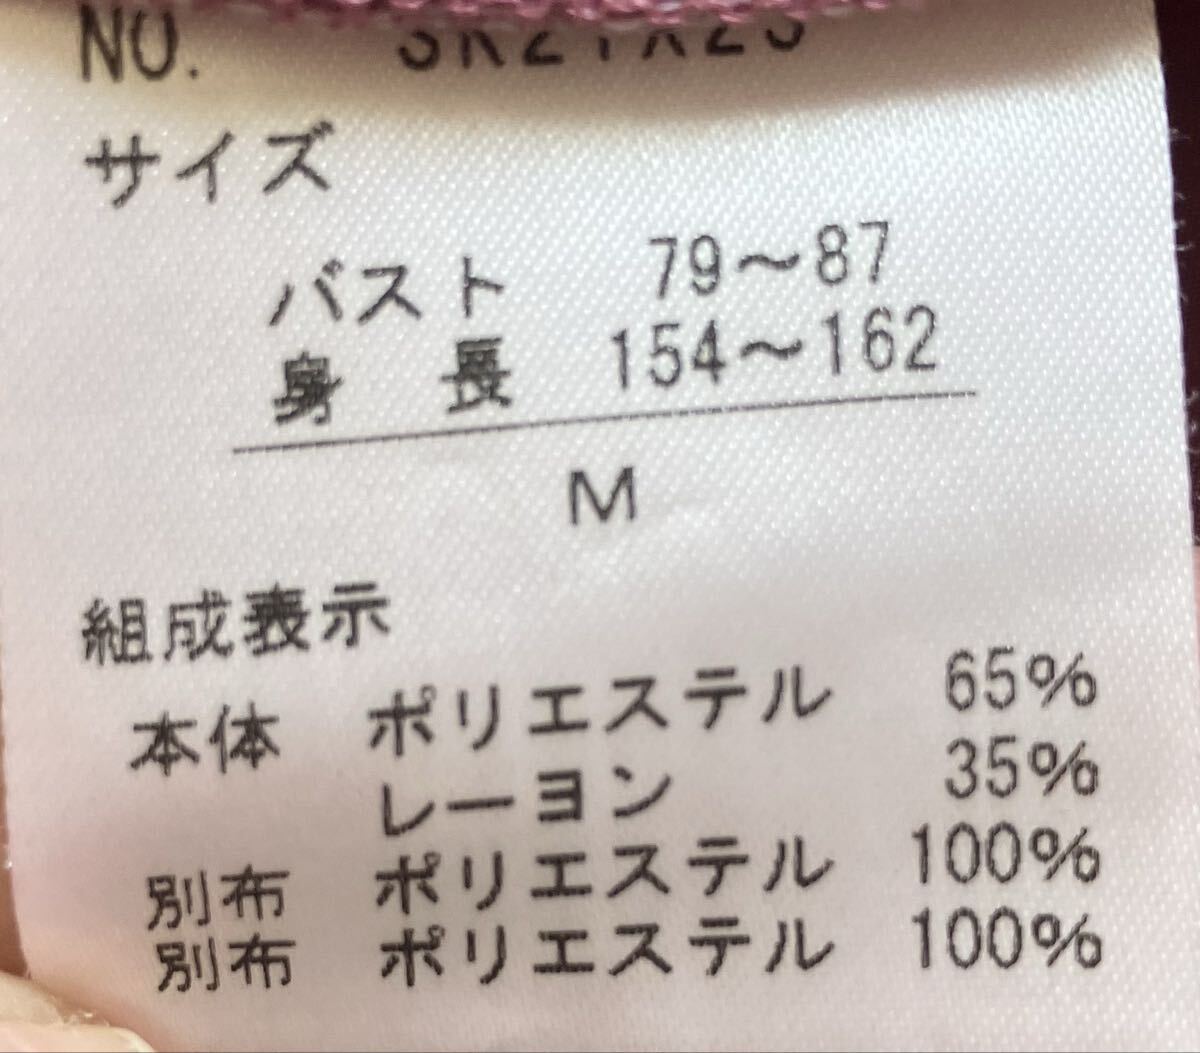 NO.
サイズ
バスト 79～87
身 長 154～162
M
組成表示
本体 ポリエステル 65%
レーヨン 35%
別布 ポリエステル 100%
別布 ポリエステル 100%